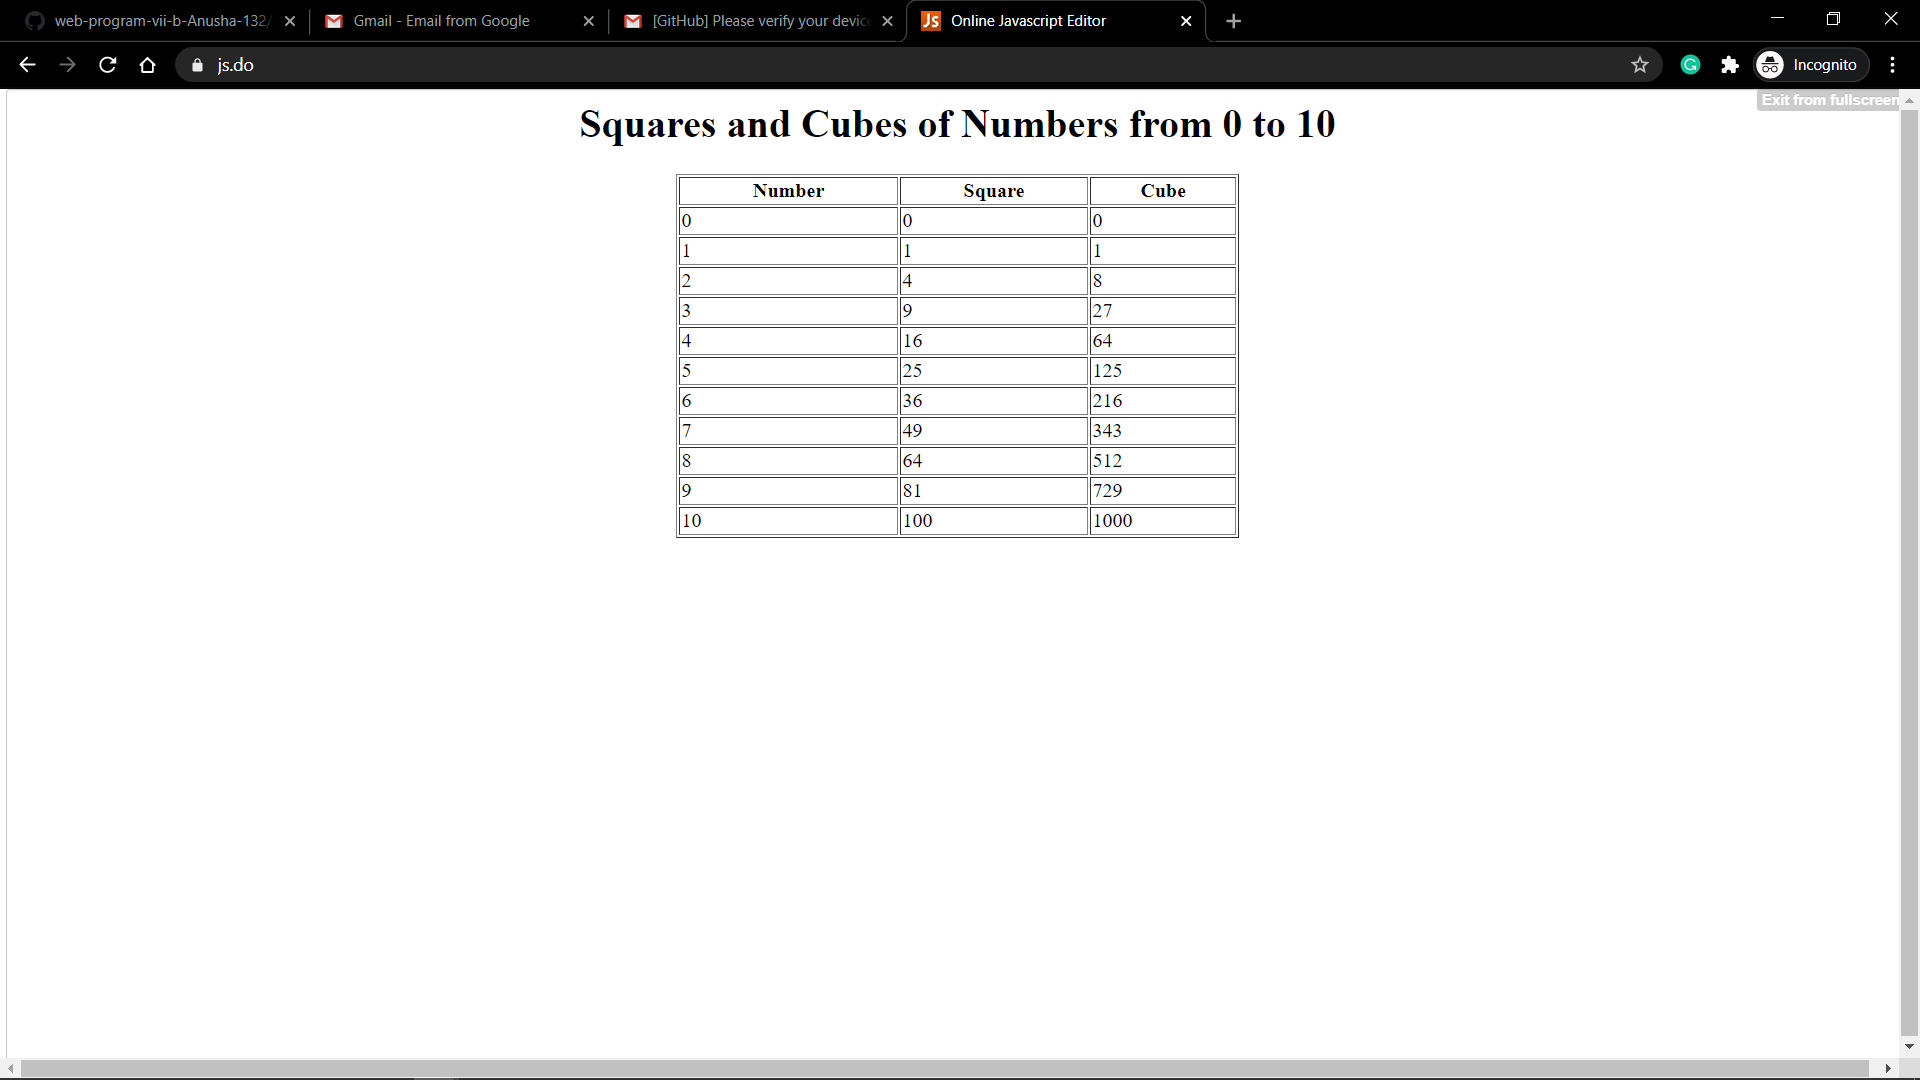 web-program-vii-b-Anusha-132/
Gmail - Email from Google
[GitHub] Please verify your devic
JS Online Javascript Editor
js.do
Incognito
Exit from fullscreen
Squares and Cubes of Numbers from 0 to 10
Number Square Cube
0 0 0
1 1 1
2 4 8
3 9 27
4 16 64
5 25 125
6 36 216
7 49 343
8 64 512
9 81 729
10 100 1000